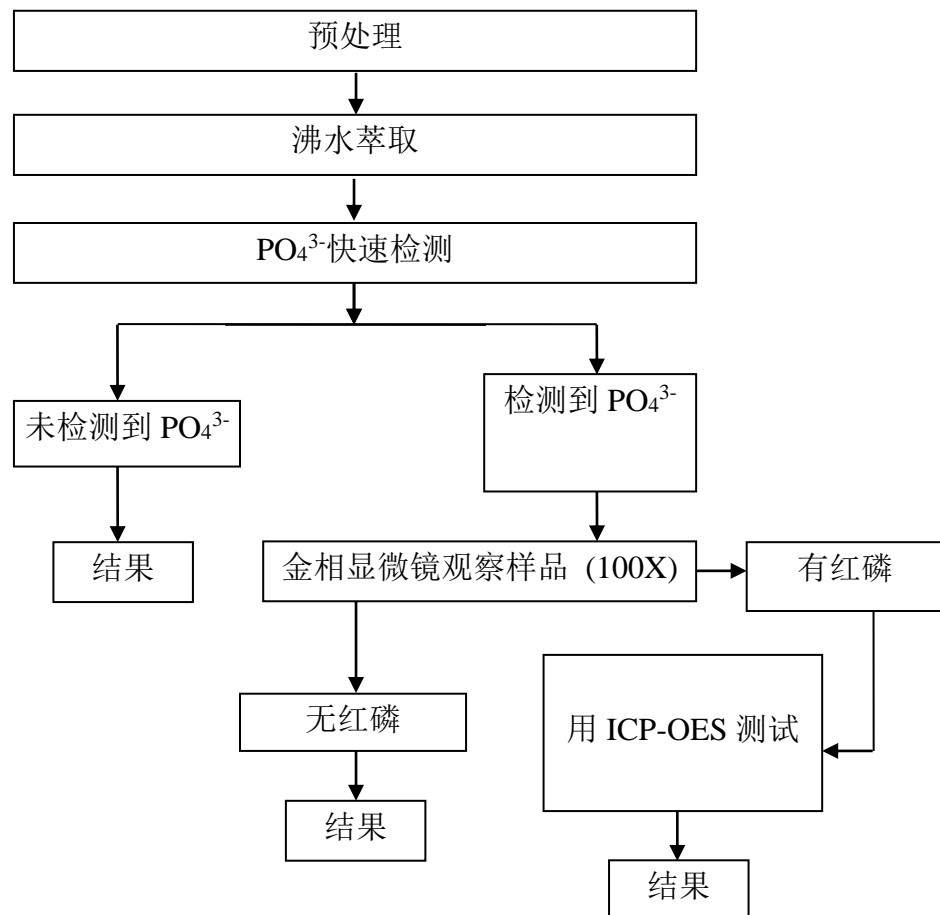 预处理
沸水萃取
PO₄³⁻快速检测
未检测到 PO₄³⁻
检测到 PO₄³⁻
结果
金相显微镜观察样品 (100X)
有红磷
无红磷
用 ICP-OES 测试
结果
结果